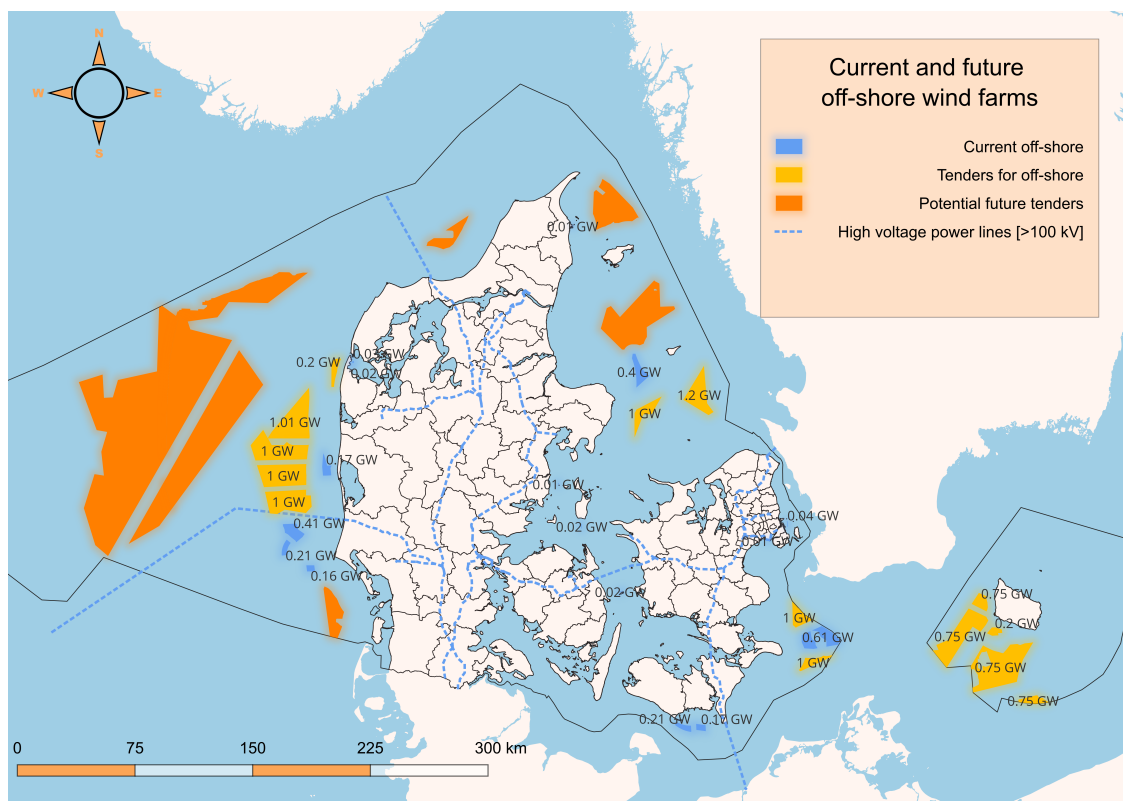 N
W
E
S
Current and future
off-shore wind farms
Current off-shore
Tenders for off-shore
Potential future tenders
High voltage power lines [>100 kV]
0.01 GW
0.03 GW
0.02 GW
0.2 GW
0.4 GW
1.2 GW
1 GW
1.01 GW
1 GW
0.17 GW
1 GW
0.01 GW
1 GW
0.41 GW
0.02 GW
0.04 GW
0.01 GW
0.21 GW
0.16 GW
0.02 GW
0.75 GW
1 GW
0.2 GW
0.61 GW
0.75 GW
1 GW
0.75 GW
0.75 GW
0.21 GW
0.17 GW
0
75
150
225
300 km